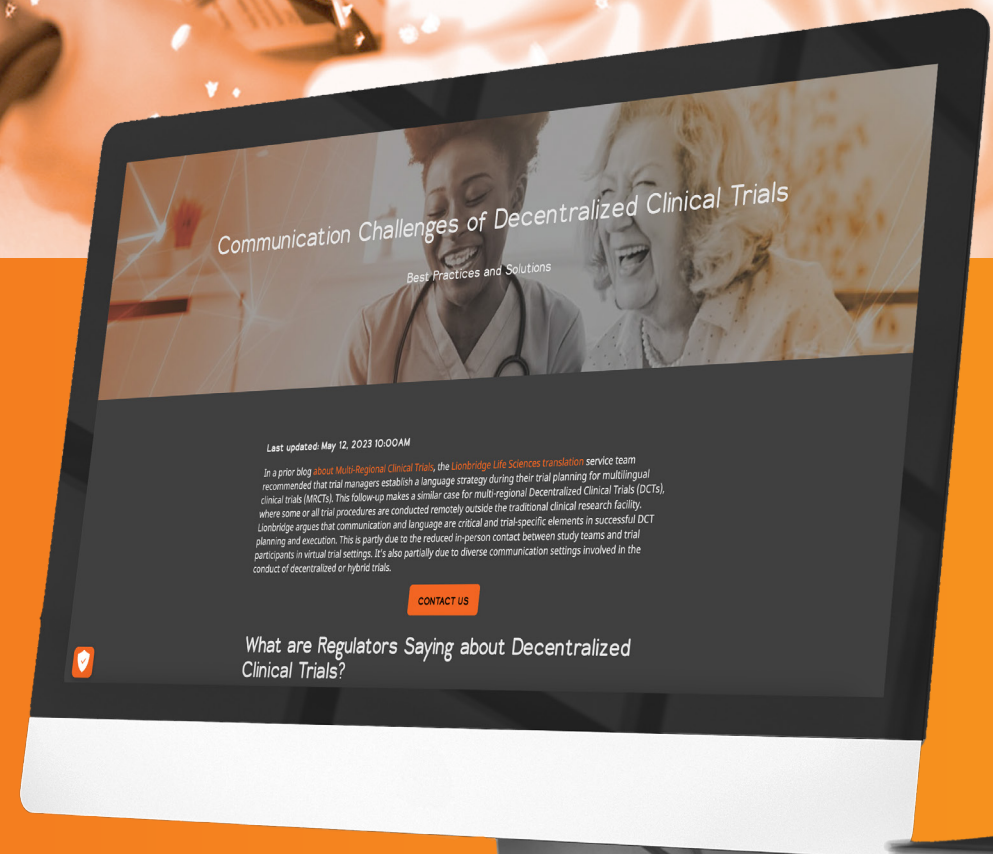 Communication Challenges of Decentralized Clinical Trials
Best Practices and Solutions
Last updated: May 12, 2023 10:00AM
In a prior blog about Multi-Regional Clinical Trials, the Lionbridge Life Sciences translation service team
recommended that trial managers establish a language strategy during their trial planning for multilingual
clinical trials (MRCTs). This follow-up makes a similar case for multi-regional Decentralized Clinical Trials (DCTs),
where some or all trial procedures are conducted remotely outside the traditional clinical research facility.
Lionbridge argues that communication and language are critical and trial-specific elements in successful DCT
planning and execution. This is partly due to the reduced in-person contact between study teams and trial
participants in virtual trial settings. It's also partially due to diverse communication settings involved in the
conduct of decentralized or hybrid trials.
CONTACT US
What are Regulators Saying about Decentralized
Clinical Trials?